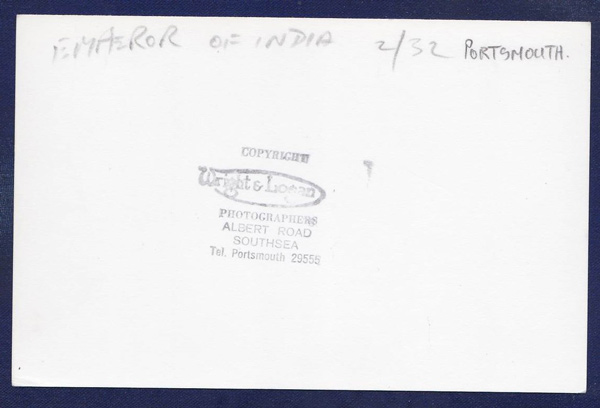 EMPEROR OF INDIA 2/32 PORTSMOUTH.
COPYRIGHT
Wright & Logan
PHOTOGRAPHERS
ALBERT ROAD
SOUTHSEA
Tel. Portsmouth 29555